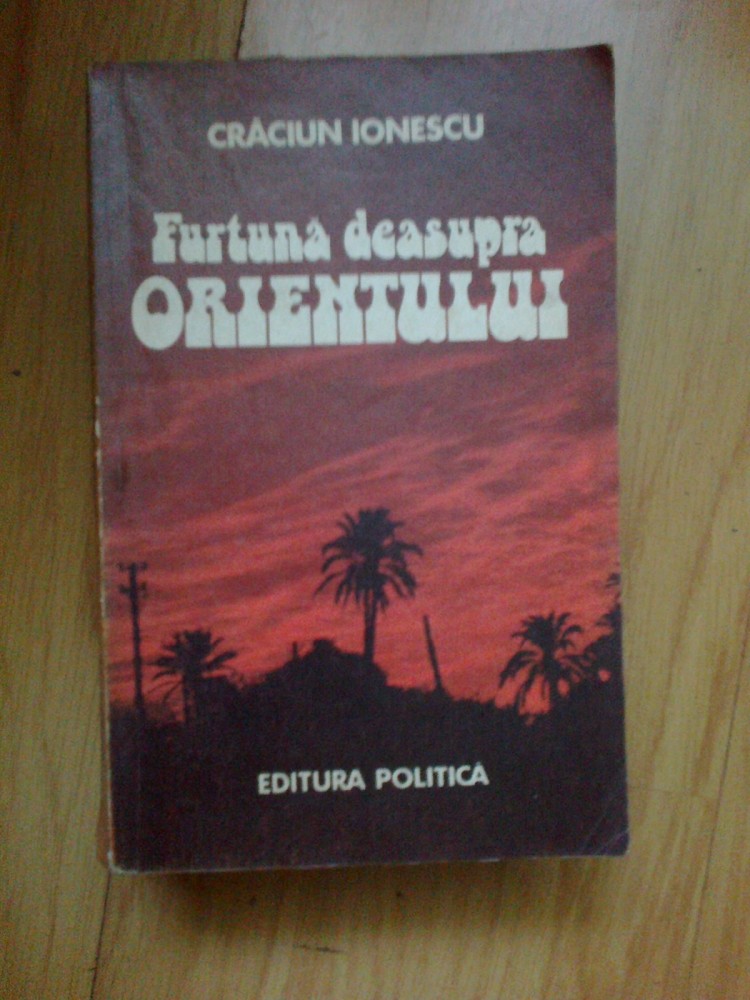 CRĂCIUN IONESCU
Furtună deasupra
ORIENTULUI
EDITURA POLITICĂ